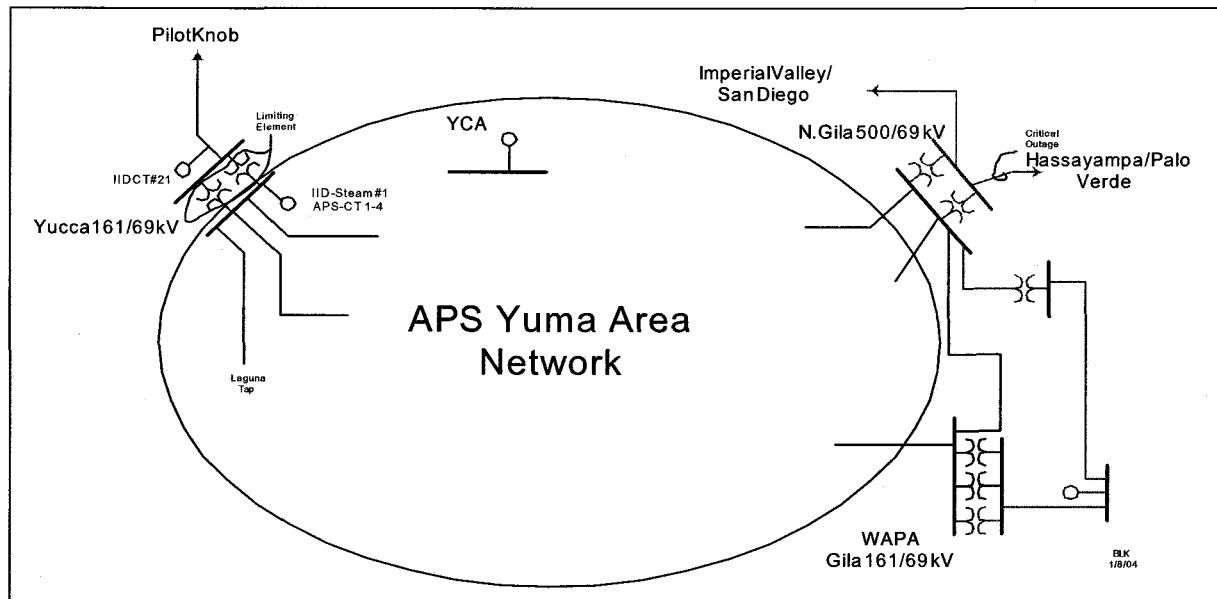 PilotKnob
Limiting
Element
IIDCT#21
Yucca161/69kV
IID-Steam#1
APS-CT1-4
YCA
ImperialValley/
SanDiego
N.Gila500/69kV
Critical
Outage
Hassayampa/Palo
Verde
APS Yuma Area
Network
Laguna
Tap
WAPA
Gila161/69kV
BLK
1/8/04